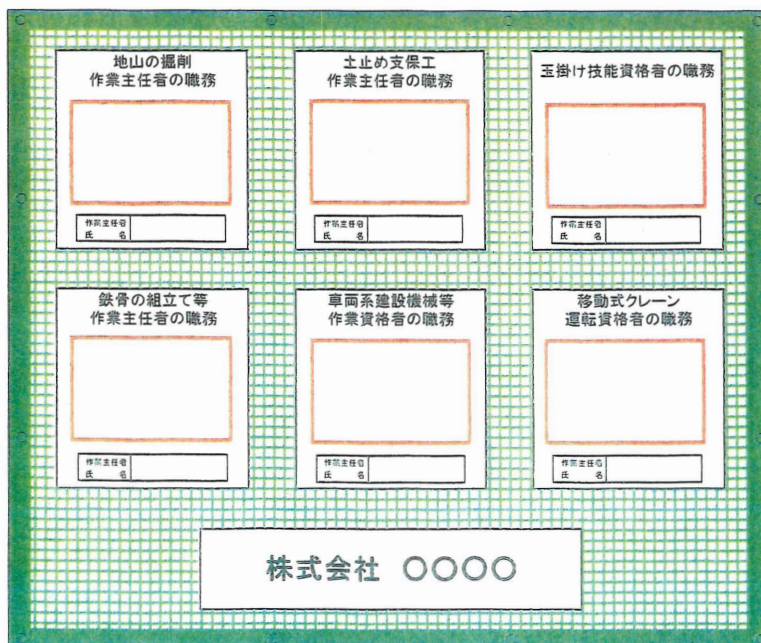 地山の掘削
作業主任者の職務
作業主任者
氏　名
土止め支保工
作業主任者の職務
作業主任者
氏　名
玉掛け技能資格者の職務
作業主任者
氏　名
鉄骨の組立て等
作業主任者の職務
作業主任者
氏　名
車両系建設機械等
作業資格者の職務
作業主任者
氏　名
移動式クレーン
運転資格者の職務
作業主任者
氏　名
株式会社 ○○○○